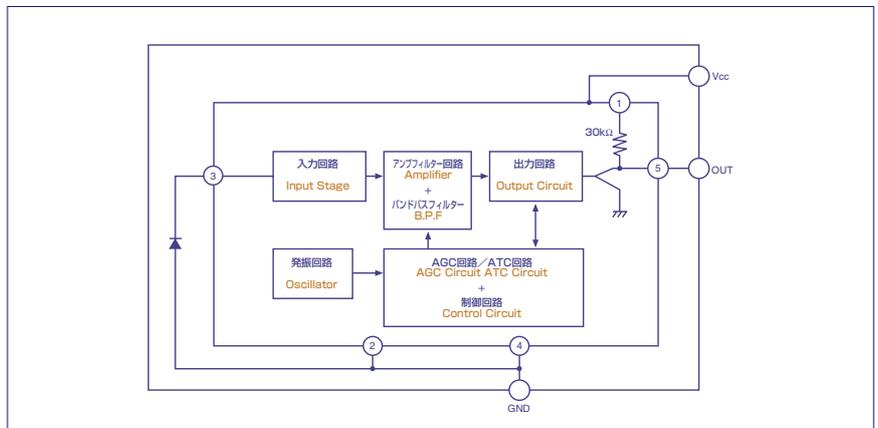 Vcc
1
30kΩ
入力回路
Input Stage
アンプフィルター回路
Amplifier
+
バンドパスフィルター
B.P.F
出力回路
Output Circuit
5
OUT
3
発振回路
Oscillator
AGC回路／ATC回路
AGC Circuit ATC Circuit
+
制御回路
Control Circuit
2
4
GND